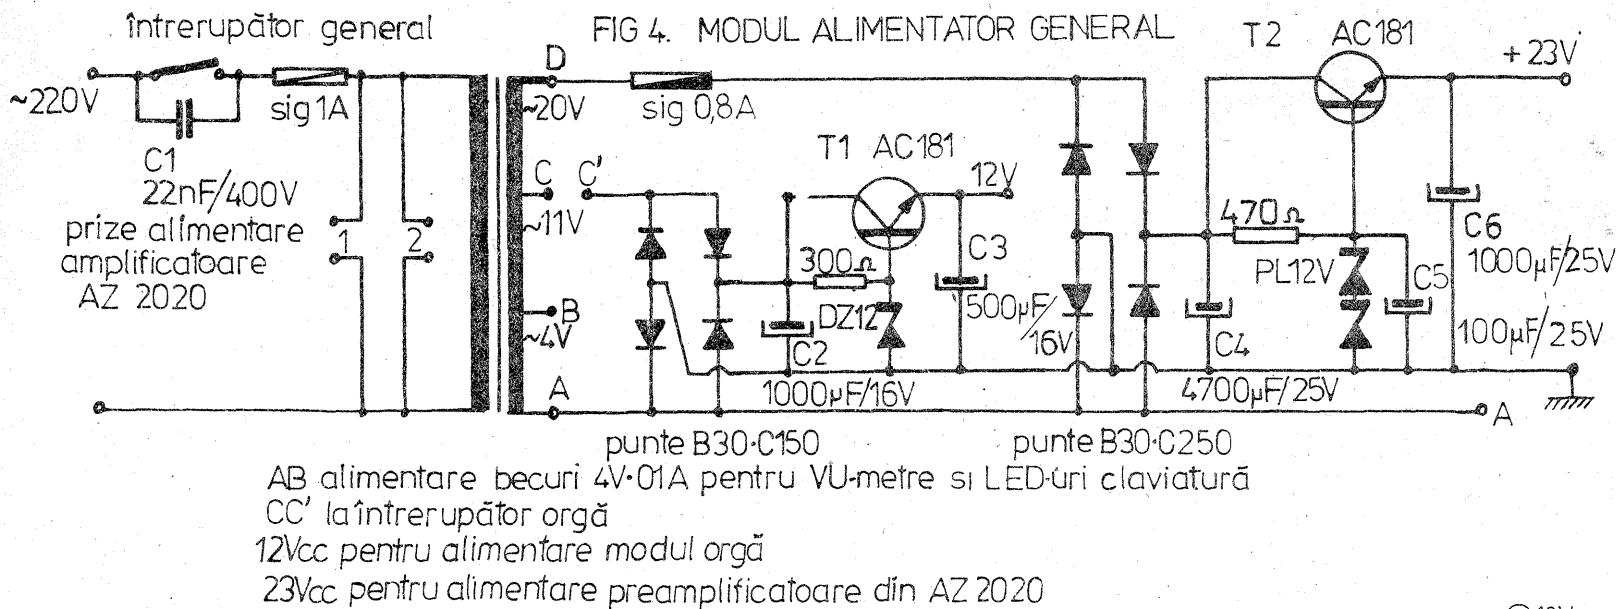 întrerupător general
FIG 4. MODUL ALIMENTATOR GENERAL
T2 AC181
+23V
~220V
sig 1A
D
~20V
sig 0,8A
C1
22nF/400V
T1 AC181
12V
C C'
~11V
prize alimentare
amplificatoare
AZ 2020
1
2
300Ω
C3
500µF/
16V
470Ω
PL12V
C6
1000µF/25V
C5
100µF/25V
B
~4V
DZ12
C2
1000µF/16V
C4
4700µF/25V
A
A
punte B30·C150
punte B30·C250
AB alimentare becuri 4V·01A pentru VU-metre si LED-uri claviatură
CC' la întrerupător orgă
12Vcc pentru alimentare modul orgă
23Vcc pentru alimentare preamplificatoare din AZ 2020